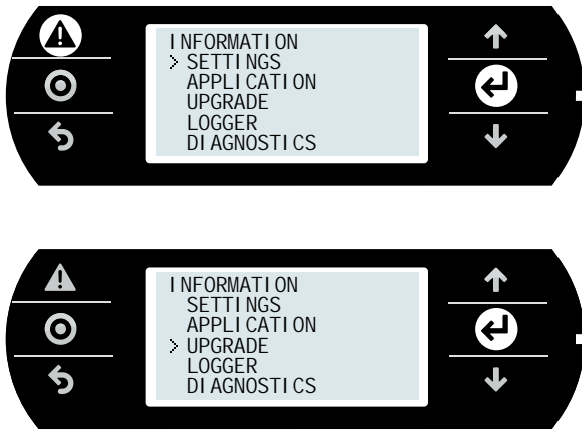 INFORMATION
> SETTINGS
APPLICATION
UPGRADE
LOGGER
DIAGNOSTICS
INFORMATION
SETTINGS
APPLICATION
> UPGRADE
LOGGER
DIAGNOSTICS